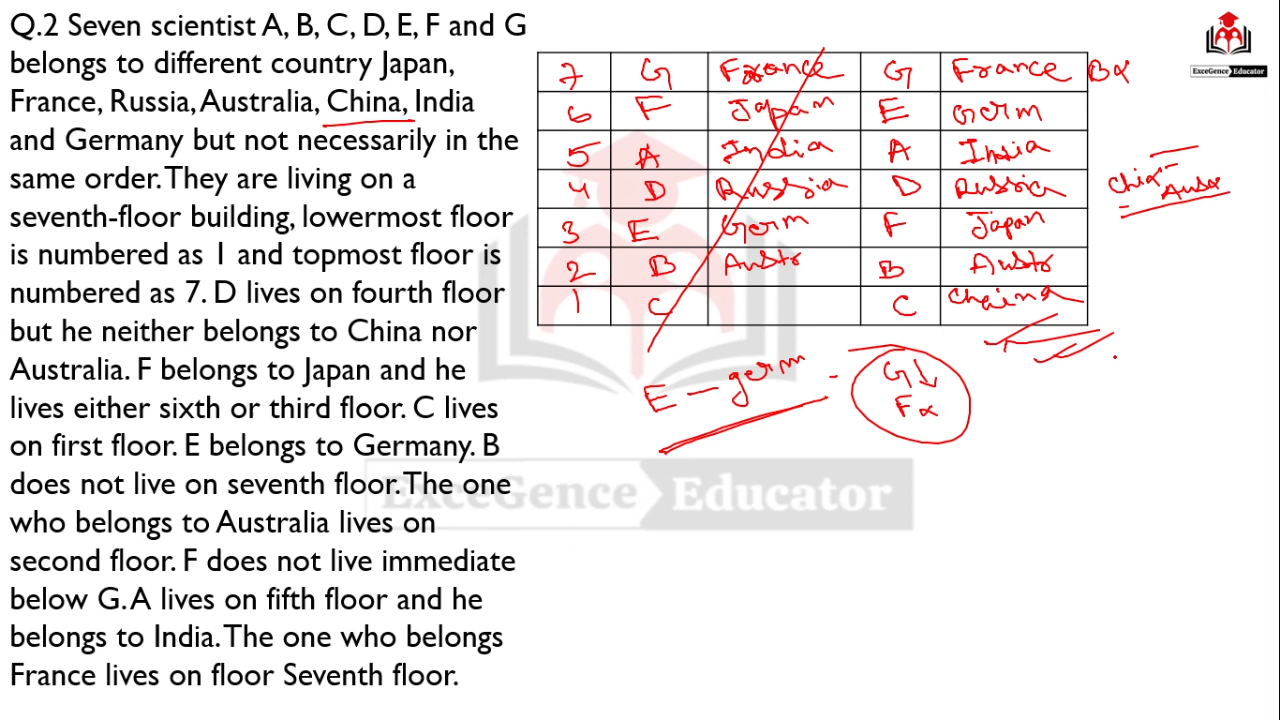 Q.2 Seven scientist A, B, C, D, E, F and G
belongs to different country Japan,
France, Russia, Australia, China, India
and Germany but not necessarily in the
same order. They are living on a
seventh-floor building, lowermost floor
is numbered as 1 and topmost floor is
numbered as 7. D lives on fourth floor
but he neither belongs to China nor
Australia. F belongs to Japan and he
lives either sixth or third floor. C lives
on first floor. E belongs to Germany. B
does not live on seventh floor. The one
who belongs to Australia lives on
second floor. F does not live immediate
below G. A lives on fifth floor and he
belongs to India. The one who belongs
France lives on floor Seventh floor.
7 G France G France Bx
6 F Japan E Germ
5 A India A India
4 D Russia D Russia
3 E Germ F Japan
2 B Austr B Austr
1 C C Chaina
Chix
Ausx
E - germ
G↓
Fx
ExceGence Educator
ExceGence Educator